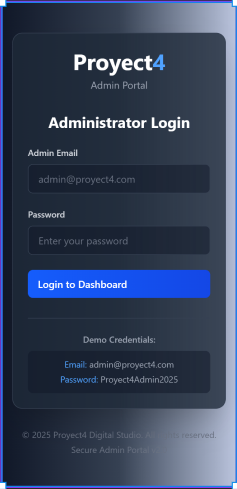 Proyect4
Admin Portal
Administrator Login
Admin Email
admin@proyect4.com
Password
Enter your password
Login to Dashboard
Demo Credentials:
Email: admin@proyect4.com
Password: Proyect4Admin2025
© 2025 Proyect4 Digital Studio. All rights reserved.
Secure Admin Portal